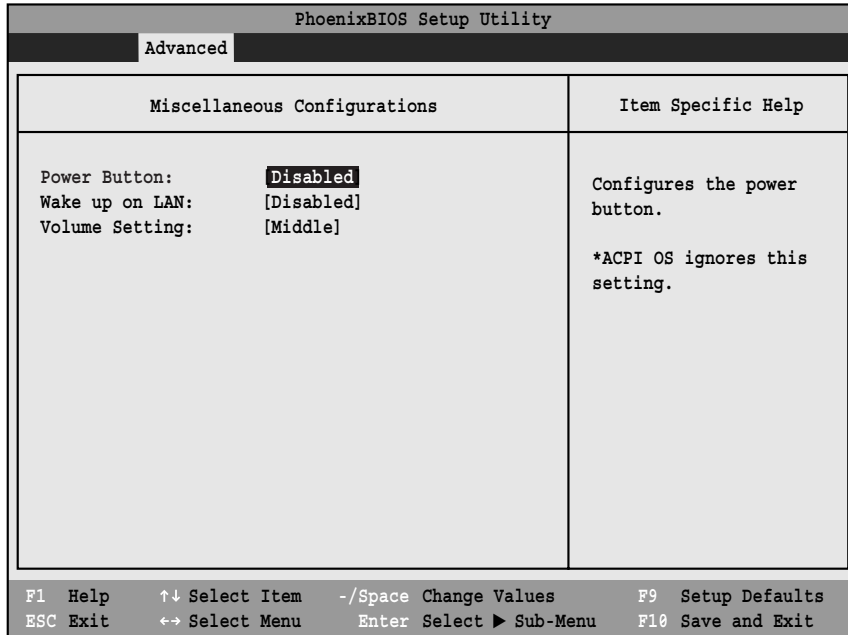 PhoenixBIOS Setup Utility
Advanced
Miscellaneous Configurations
Item Specific Help
Power Button: [Disabled]
Wake up on LAN: [Disabled]
Volume Setting: [Middle]
Configures the power
button.
*ACPI OS ignores this
setting.
F1 Help ↑↓ Select Item -/Space Change Values F9 Setup Defaults
ESC Exit ←→ Select Menu Enter Select ▶ Sub-Menu F10 Save and Exit